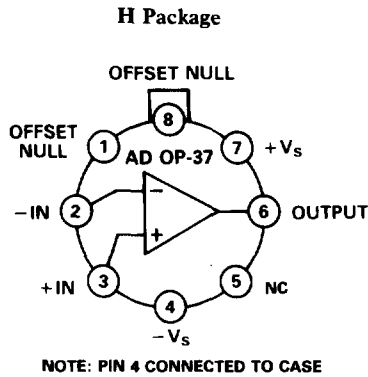 H Package
OFFSET NULL
8
OFFSET
NULL
1
7
+VS
AD OP-37
-IN
2
−
6
OUTPUT
+
+IN
3
5
NC
4
-VS
NOTE: PIN 4 CONNECTED TO CASE